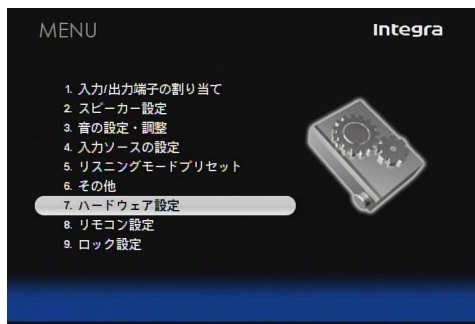 MENU
Integra
1. 入力/出力端子の割り当て
2. スピーカー設定
3. 音の設定・調整
4. 入力ソースの設定
5. リスニングモードプリセット
6. その他
7. ハードウェア設定
8. リモコン設定
9. ロック設定